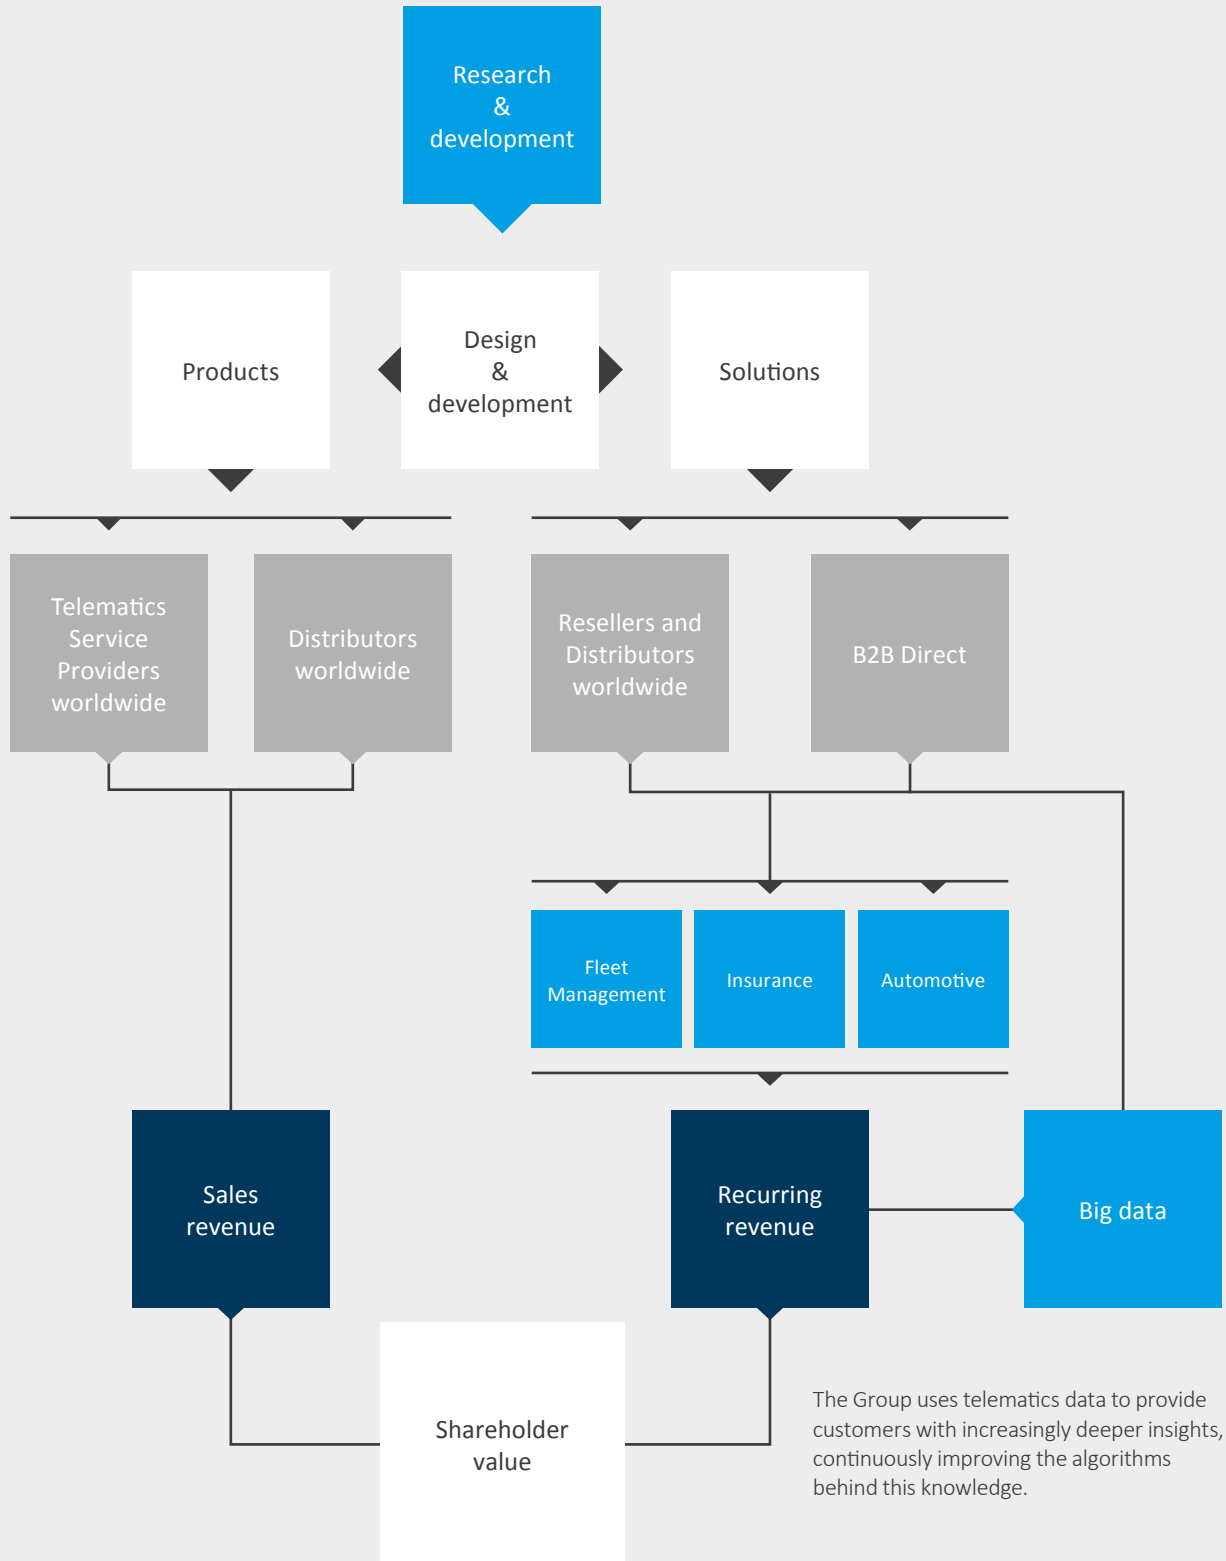 Research
&
development
Products
Design
&
development
Solutions
Telematics
Service
Providers
worldwide
Distributors
worldwide
Resellers and
Distributors
worldwide
B2B Direct
Fleet
Management
Insurance
Automotive
Sales
revenue
Recurring
revenue
Big data
Shareholder
value
The Group uses telematics data to provide
customers with increasingly deeper insights,
continuously improving the algorithms
behind this knowledge.